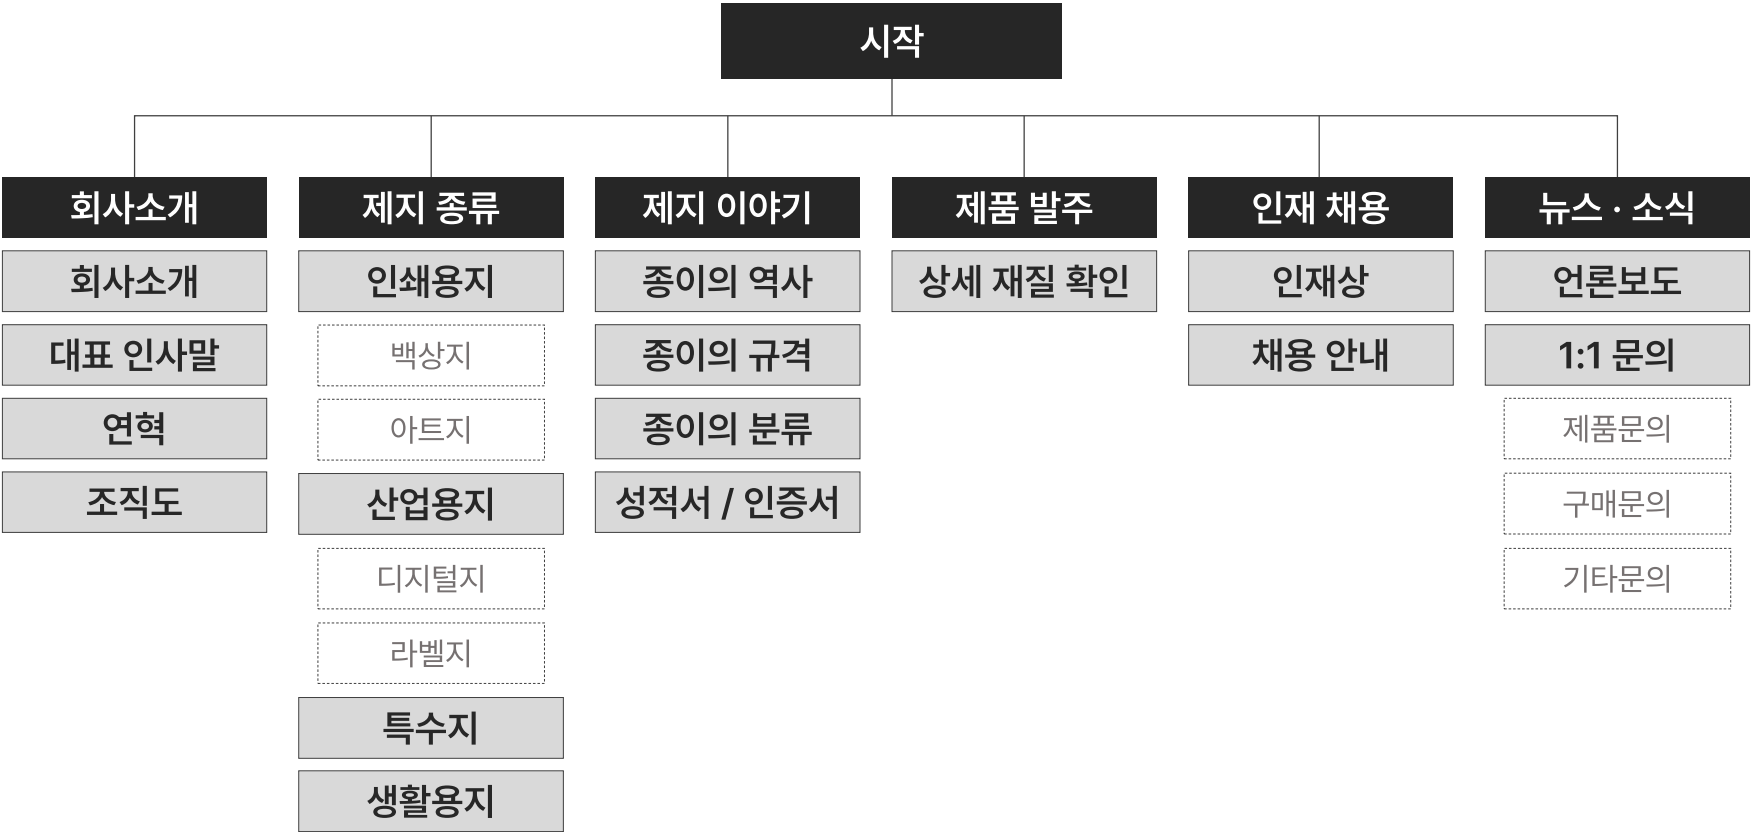 시작
회사소개
회사소개
대표 인사말
연혁
조직도
제지 종류
인쇄용지
백상지
아트지
산업용지
디지털지
라벨지
특수지
생활용지
제지 이야기
종이의 역사
종이의 규격
종이의 분류
성적서 / 인증서
제품 발주
상세 재질 확인
인재 채용
인재상
채용 안내
뉴스 · 소식
언론보도
1:1 문의
제품문의
구매문의
기타문의